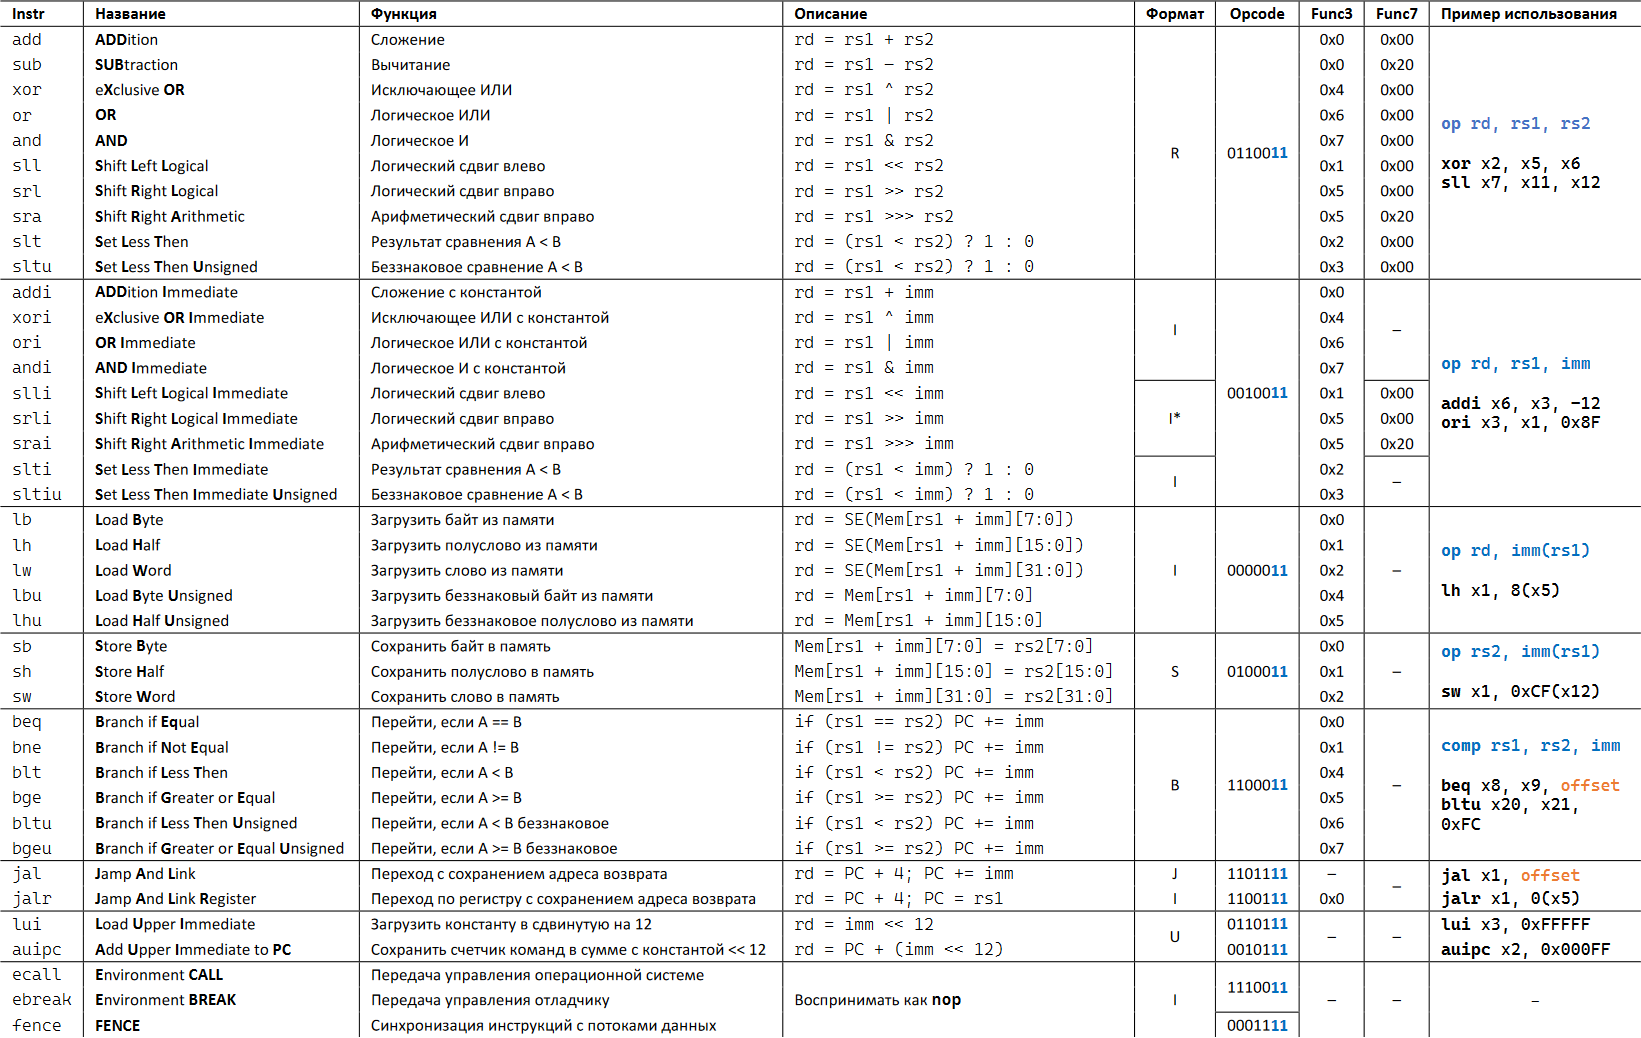 Instr Название Функция Описание Формат Opcode Func3 Func7 Пример использования
add ADDition Сложение rd = rs1 + rs2 0x0 0x00
sub SUBtraction Вычитание rd = rs1 − rs2 0x0 0x20
xor eXclusive OR Исключающее ИЛИ rd = rs1 ^ rs2 0x4 0x00
or OR Логическое ИЛИ rd = rs1 | rs2 0x6 0x00
op rd, rs1, rs2
and AND Логическое И rd = rs1 & rs2 0x7 0x00
R 0110011
sll Shift Left Logical Логический сдвиг влево rd = rs1 << rs2 0x1 0x00 xor x2, x5, x6
srl Shift Right Logical Логический сдвиг вправо rd = rs1 >> rs2 0x5 0x00 sll x7, x11, x12
sra Shift Right Arithmetic Арифметический сдвиг вправо rd = rs1 >>> rs2 0x5 0x20
slt Set Less Then Результат сравнения A < B rd = (rs1 < rs2) ? 1 : 0 0x2 0x00
sltu Set Less Then Unsigned Беззнаковое сравнение A < B rd = (rs1 < rs2) ? 1 : 0 0x3 0x00
addi ADDition Immediate Сложение с константой rd = rs1 + imm 0x0
xori eXclusive OR Immediate Исключающее ИЛИ с константой rd = rs1 ^ imm 0x4
I –
ori OR Immediate Логическое ИЛИ с константой rd = rs1 | imm 0x6
andi AND Immediate Логическое И с константой rd = rs1 & imm 0x7 op rd, rs1, imm
slli Shift Left Logical Immediate Логический сдвиг влево rd = rs1 << imm 0010011 0x1 0x00
addi x6, x3, −12
srli Shift Right Logical Immediate Логический сдвиг вправо rd = rs1 >> imm I* 0x5 0x00 ori x3, x1, 0x8F
srai Shift Right Arithmetic Immediate Арифметический сдвиг вправо rd = rs1 >>> imm 0x5 0x20
slti Set Less Then Immediate Результат сравнения A < B rd = (rs1 < imm) ? 1 : 0 0x2
I –
sltiu Set Less Then Immediate Unsigned Беззнаковое сравнение A < B rd = (rs1 < imm) ? 1 : 0 0x3
lb Load Byte Загрузить байт из памяти rd = SE(Mem[rs1 + imm][7:0]) 0x0
lh Load Half Загрузить полуслово из памяти rd = SE(Mem[rs1 + imm][15:0]) 0x1 op rd, imm(rs1)
lw Load Word Загрузить слово из памяти rd = SE(Mem[rs1 + imm][31:0]) I 0000011 0x2 –
lbu Load Byte Unsigned Загрузить беззнаковый байт из памяти rd = Mem[rs1 + imm][7:0] 0x4 lh x1, 8(x5)
lhu Load Half Unsigned Загрузить беззнаковое полуслово из памяти rd = Mem[rs1 + imm][15:0] 0x5
sb Store Byte Сохранить байт в память Mem[rs1 + imm][7:0] = rs2[7:0] 0x0 op rs2, imm(rs1)
sh Store Half Сохранить полуслово в память Mem[rs1 + imm][15:0] = rs2[15:0] S 0100011 0x1 –
sw Store Word Сохранить слово в память Mem[rs1 + imm][31:0] = rs2[31:0] 0x2 sw x1, 0xCF(x12)
beq Branch if Equal Перейти, если A == B if (rs1 == rs2) PC += imm 0x0
bne Branch if Not Equal Перейти, если A != B if (rs1 != rs2) PC += imm 0x1 comp rs1, rs2, imm
blt Branch if Less Then Перейти, если A < B if (rs1 < rs2) PC += imm 0x4
B 1100011 – beq x8, x9, offset
bge Branch if Greater or Equal Перейти, если A >= B if (rs1 >= rs2) PC += imm 0x5 bltu x20, x21,
bltu Branch if Less Then Unsigned Перейти, если A < B беззнаковое if (rs1 < rs2) PC += imm 0x6 0xFC
bgeu Branch if Greater or Equal Unsigned Перейти, если A >= B беззнаковое if (rs1 >= rs2) PC += imm 0x7
jal Jamp And Link Переход с сохранением адреса возврата rd = PC + 4; PC += imm J 1101111 – jal x1, offset
–
jalr Jamp And Link Register Переход по регистру с сохранением адреса возврата rd = PC + 4; PC = rs1 I 1100111 0x0 jalr x1, 0(x5)
lui Load Upper Immediate Загрузить константу в сдвинутую на 12 rd = imm << 12 0110111 lui x3, 0xFFFFF
U – –
auipc Add Upper Immediate to PC Сохранить счетчик команд в сумме с константой << 12 rd = PC + (imm << 12) 0010111 auipc x2, 0x000FF
ecall Environment CALL Передача управления операционной системе
1110011
ebreak Environment BREAK Передача управления отладчику Воспринимать как nop I – – –
fence FENCE Синхронизация инструкций с потоками данных 0001111